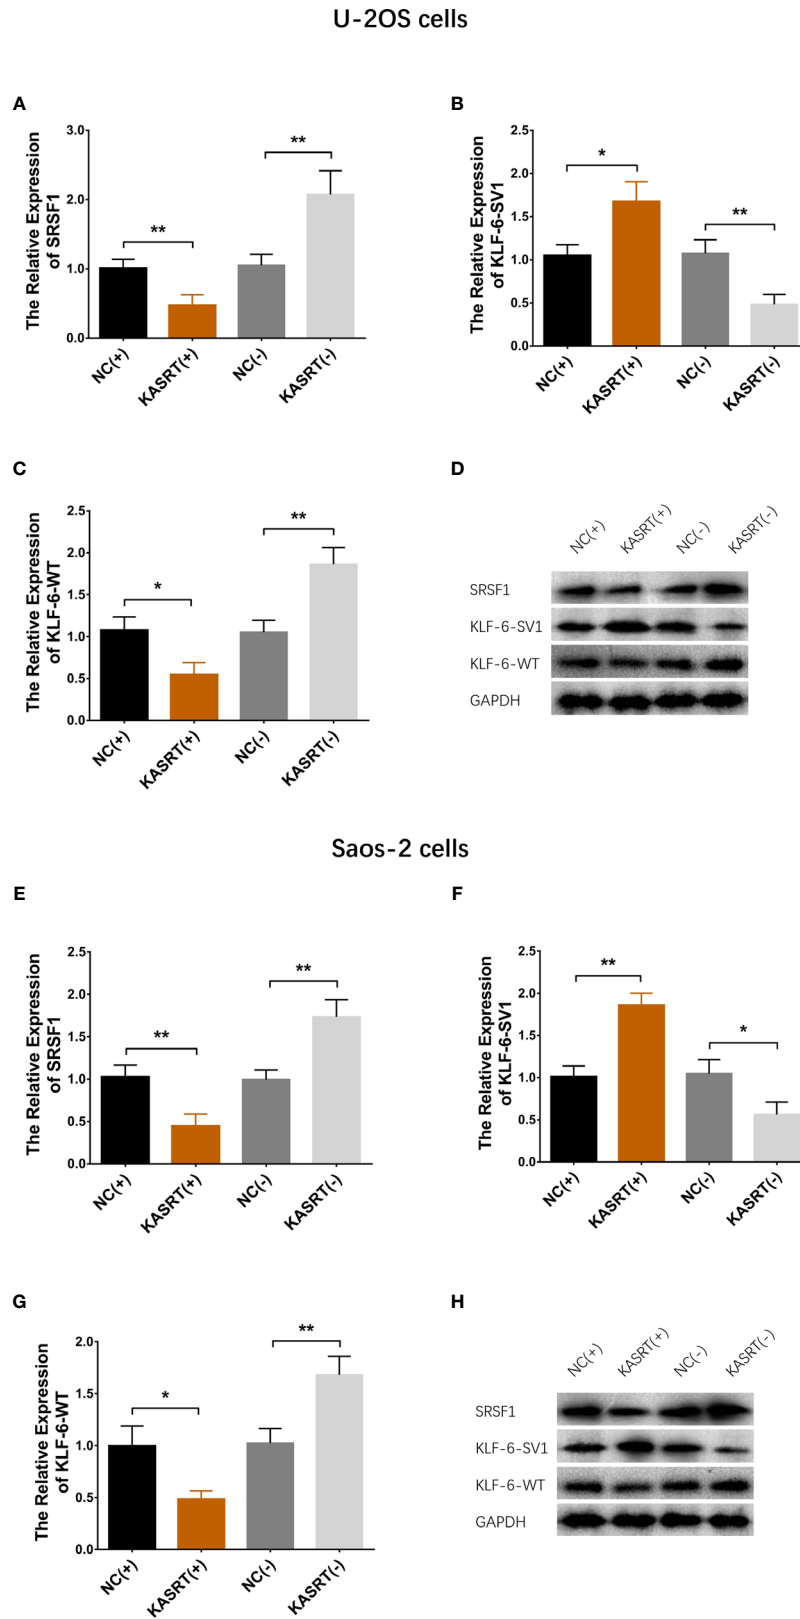 U-2OS cells
A
The Relative Expression
of SRSF1
3.0
2.0
1.0
0.0
**
**
NC(+)
KASRT(+)
NC(-)
KASRT(-)
B
The Relative Expression
of KLF-6-SV1
2.5
2.0
1.5
1.0
0.5
0.0
*
**
NC(+)
KASRT(+)
NC(-)
KASRT(-)
C
The Relative Expression
of KLF-6-WT
2.5
2.0
1.5
1.0
0.5
0.0
*
**
NC(+)
KASRT(+)
NC(-)
KASRT(-)
D
NC(+)
KASRT(+)
NC(-)
KASRT(-)
SRSF1
KLF-6-SV1
KLF-6-WT
GAPDH
Saos-2 cells
E
The Relative Expression
of SRSF1
2.5
2.0
1.5
1.0
0.5
0.0
**
**
NC(+)
KASRT(+)
NC(-)
KASRT(-)
F
The Relative Expression
of KLF-6-SV1
2.5
2.0
1.5
1.0
0.5
0.0
**
*
NC(+)
KASRT(+)
NC(-)
KASRT(-)
G
The Relative Expression
of KLF-6-WT
2.0
1.5
1.0
0.5
0.0
*
**
NC(+)
KASRT(+)
NC(-)
KASRT(-)
H
NC(+)
KASRT(+)
NC(-)
KASRT(-)
SRSF1
KLF-6-SV1
KLF-6-WT
GAPDH